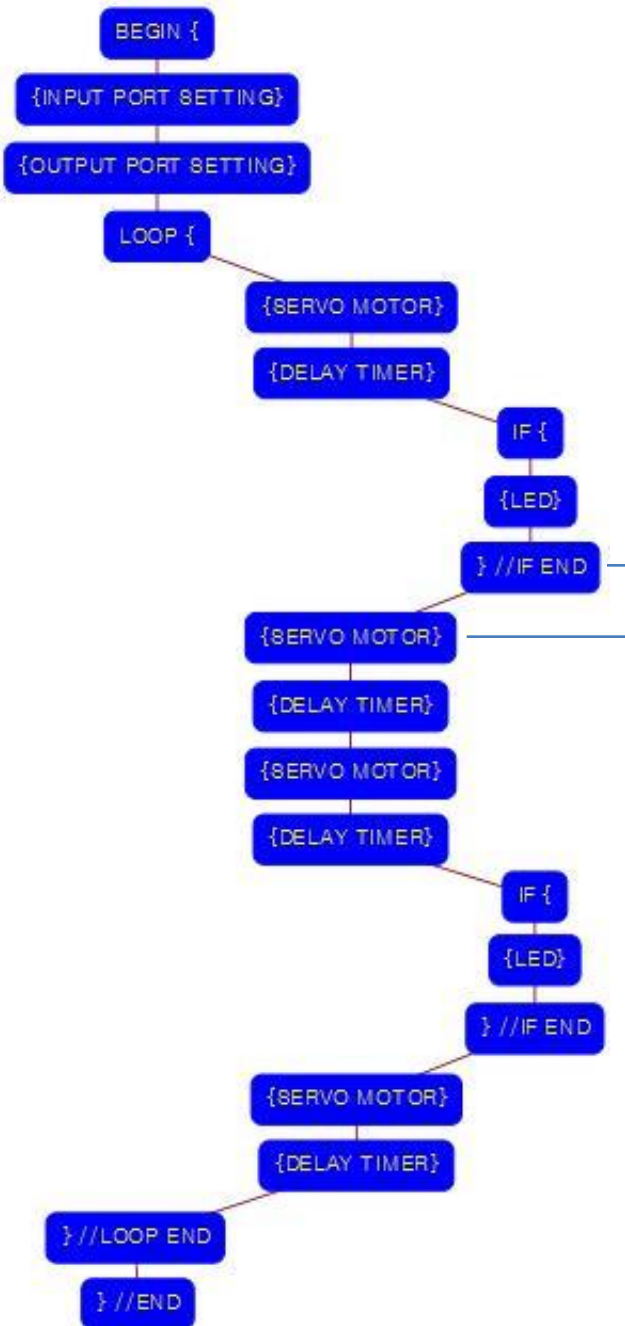 BEGIN {
{INPUT PORT SETTING}
{OUTPUT PORT SETTING}
LOOP {
{SERVO MOTOR}
{DELAY TIMER}
IF {
{LED}
} //IF END
{SERVO MOTOR}
{DELAY TIMER}
{SERVO MOTOR}
{DELAY TIMER}
IF {
{LED}
} //IF END
{SERVO MOTOR}
{DELAY TIMER}
} //LOOP END
} //END